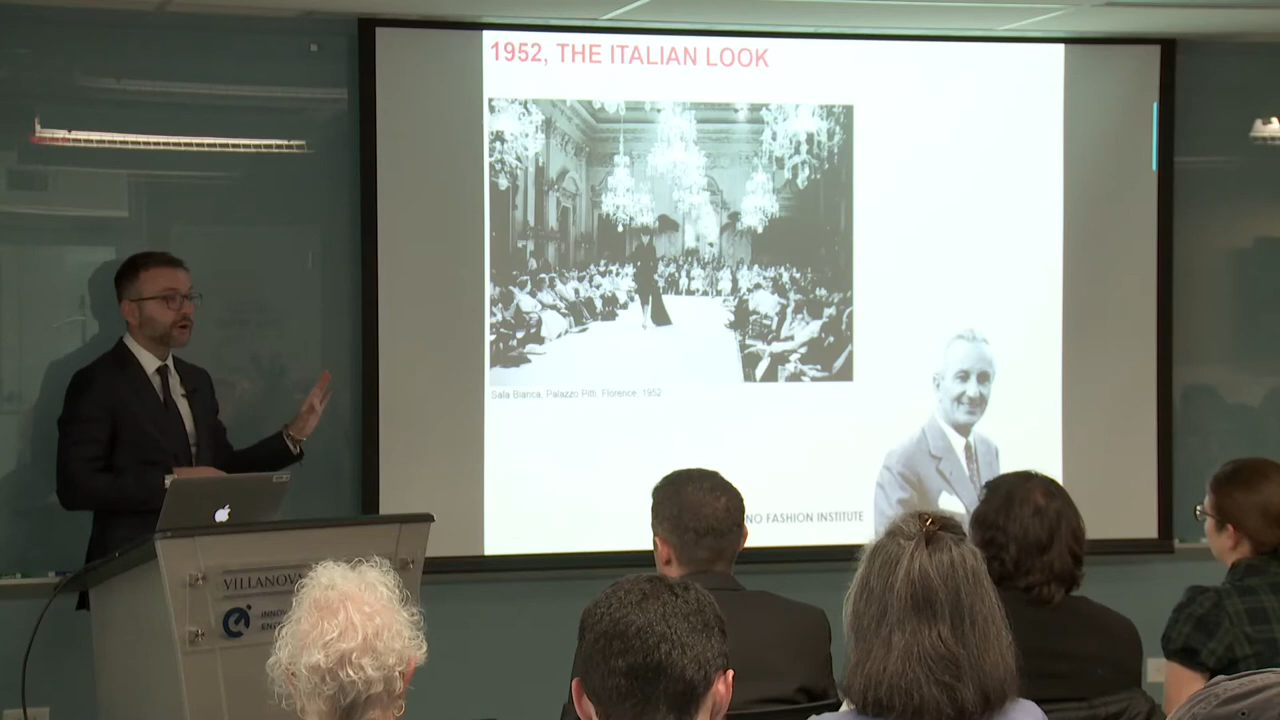 1952, THE ITALIAN LOOK
Sala Bianca, Palazzo Pitti, Florence, 1952
NO FASHION INSTITUTE
VILLANOVA